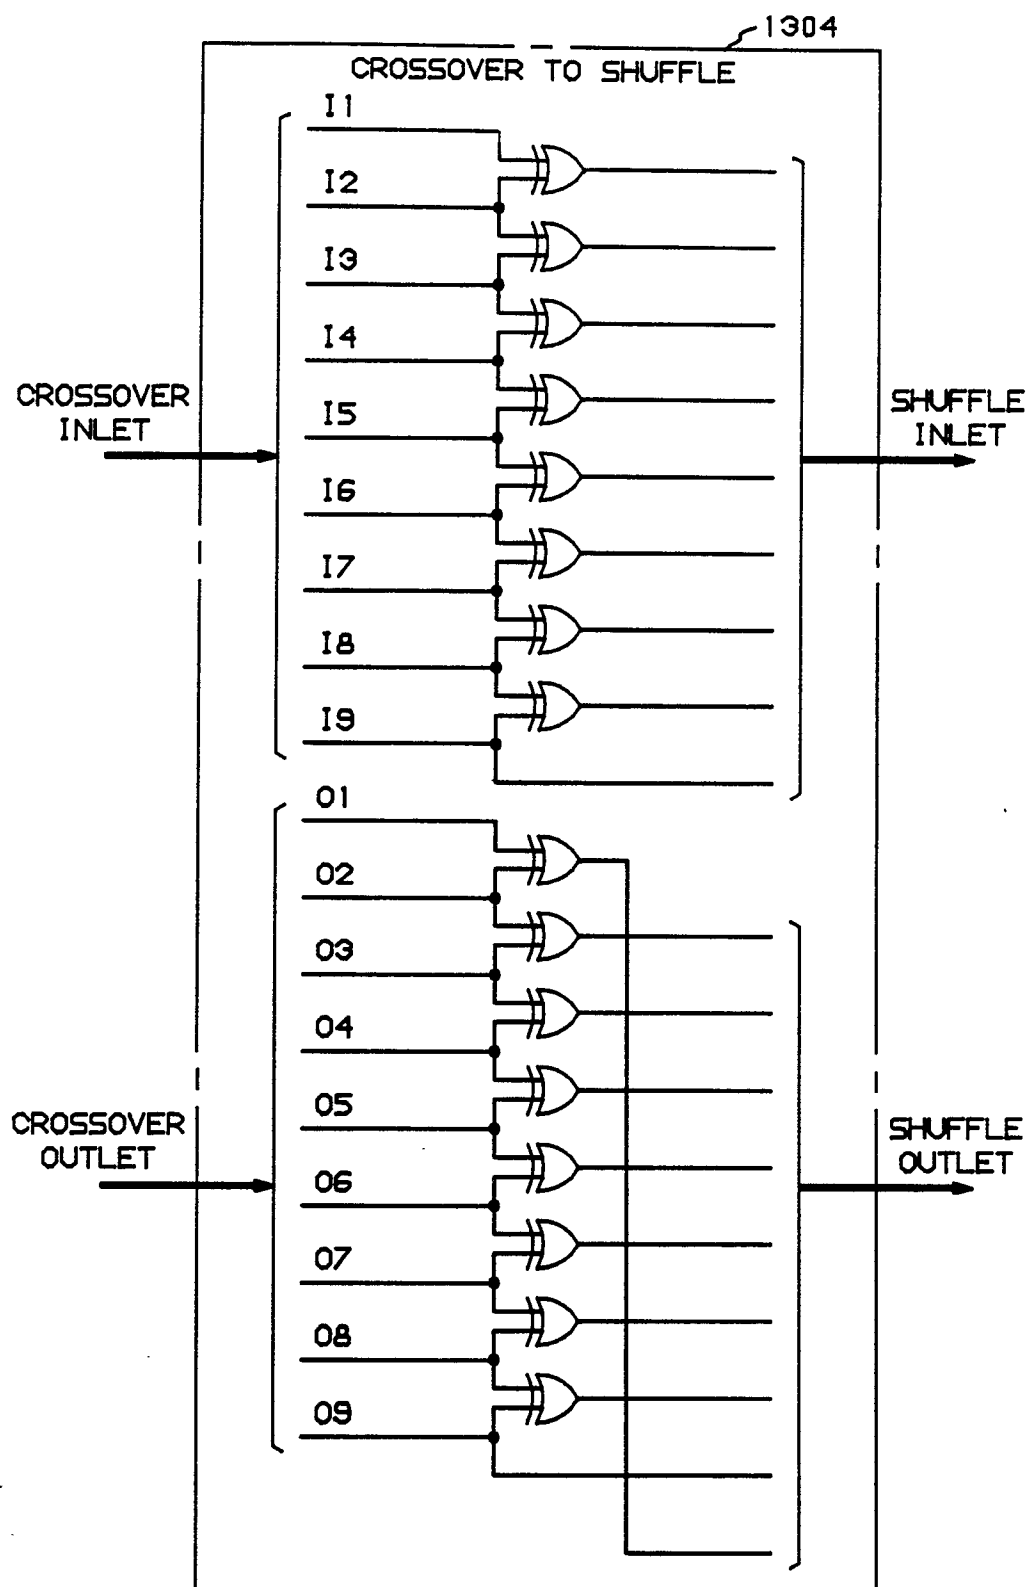 1304
CROSSOVER TO SHUFFLE
I1
I2
I3
I4
CROSSOVER
INLET
I5
I6
I7
I8
I9
SHUFFLE
INLET
O1
O2
O3
O4
CROSSOVER
OUTLET
O5
O6
O7
O8
O9
SHUFFLE
OUTLET